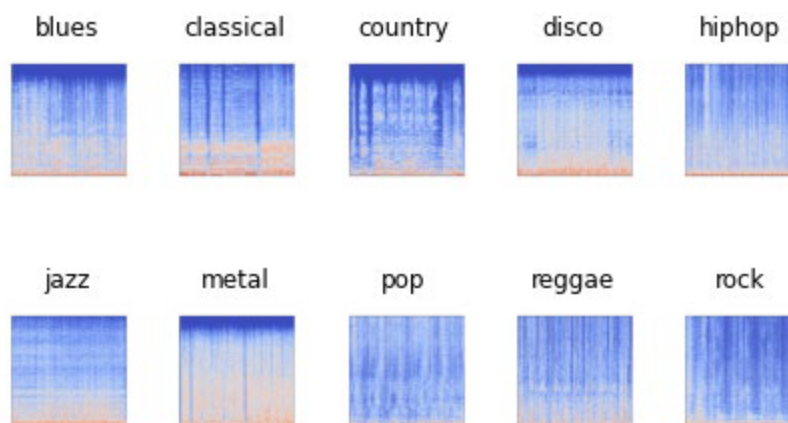 blues classical country disco hiphop
jazz metal pop reggae rock